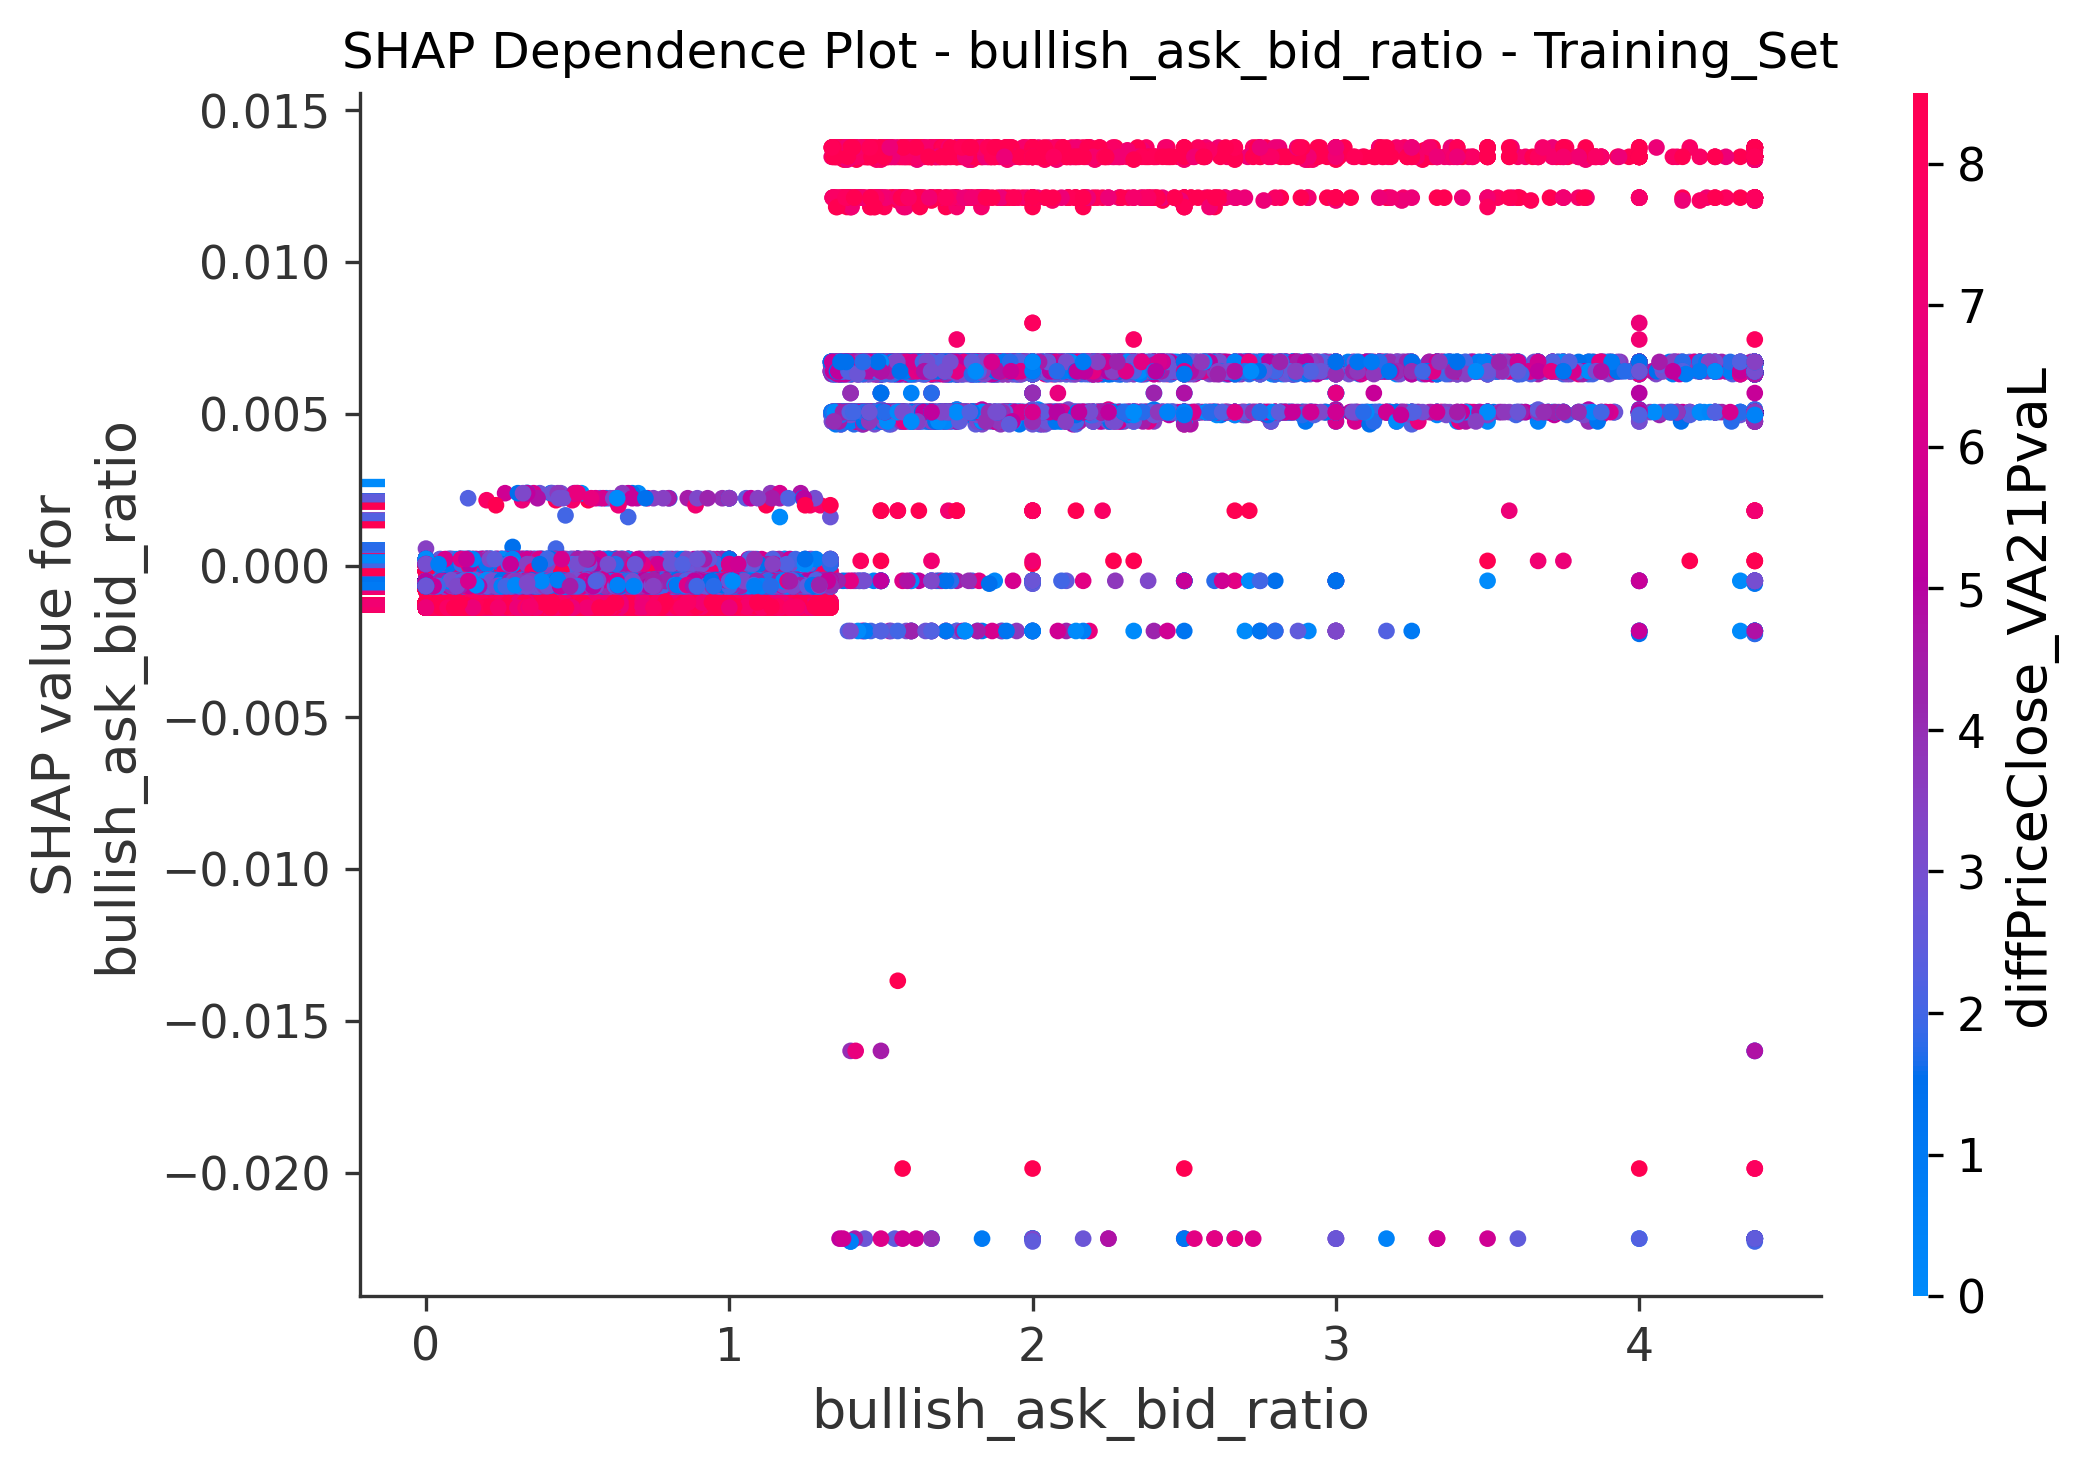 SHAP Dependence Plot - bullish_ask_bid_ratio - Training_Set
0.015
0.010
0.005
0.000
−0.005
−0.010
−0.015
−0.020
SHAP value for
bullish_ask_bid_ratio
0 1 2 3 4
bullish_ask_bid_ratio
8
7
6
5
4
3
2
1
0
diffPriceClose_VA21PvaL